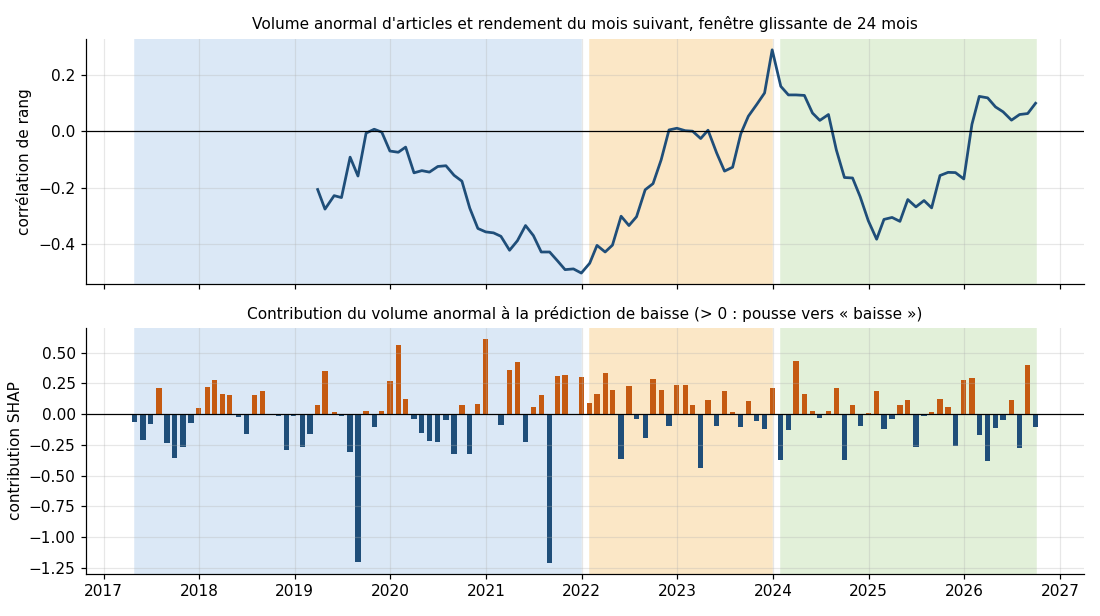 Volume anormal d'articles et rendement du mois suivant, fenêtre glissante de 24 mois
corrélation de rang
0.2
0.0
−0.2
−0.4
Contribution du volume anormal à la prédiction de baisse (> 0 : pousse vers « baisse »)
contribution SHAP
0.50
0.25
0.00
−0.25
−0.50
−0.75
−1.00
−1.25
2017 2018 2019 2020 2021 2022 2023 2024 2025 2026 2027